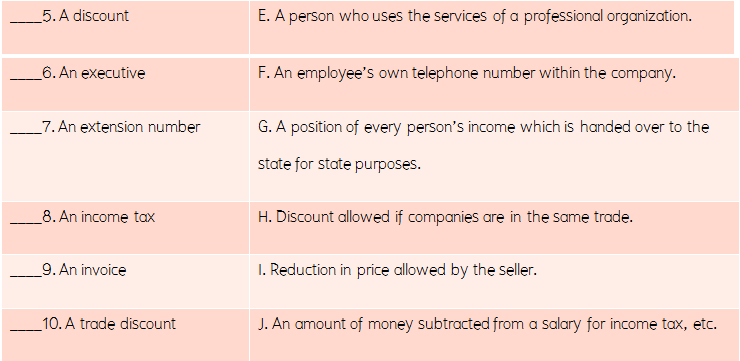 ____5. A discount
E. A person who uses the services of a professional organization.
____6. An executive
F. An employee's own telephone number within the company.
____7. An extension number
G. A position of every person's income which is handed over to the
state for state purposes.
____8. An income tax
H. Discount allowed if companies are in the same trade.
____9. An invoice
I. Reduction in price allowed by the seller.
____10. A trade discount
J. An amount of money subtracted from a salary for income tax, etc.